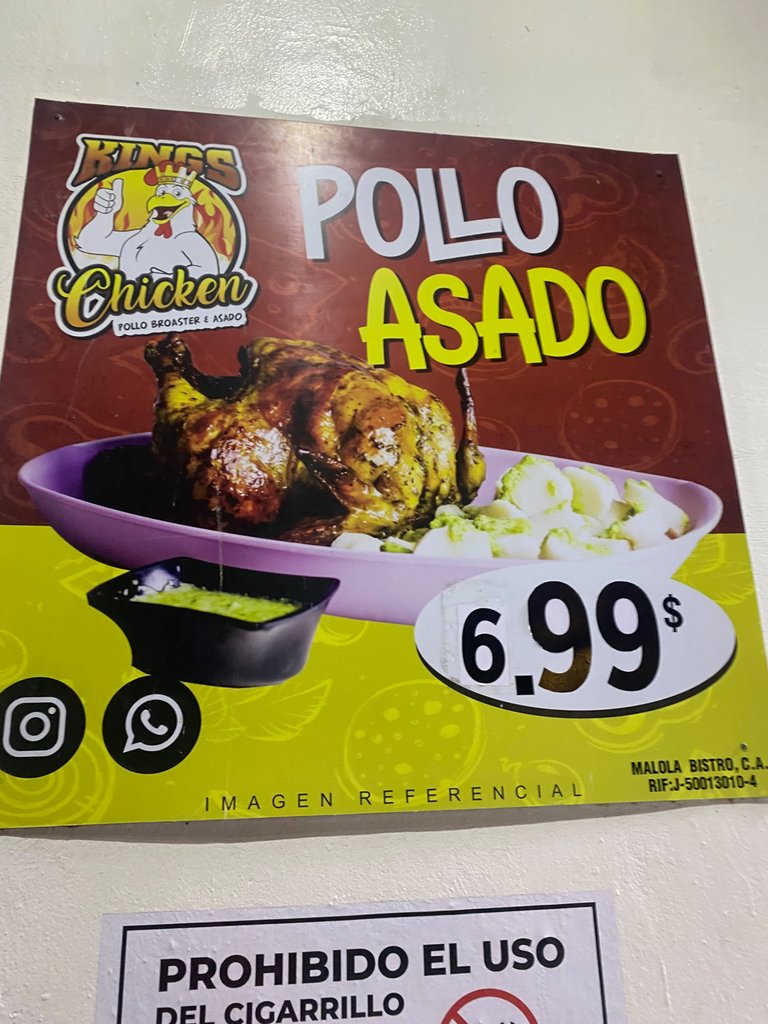 KINGS
Chicken
POLLO BROASTER & ASADO
POLLO
ASADO
6.99$
MALOLA BISTRO, C.A.
RIF:J-50013010-4
IMAGEN REFERENCIAL
PROHIBIDO EL USO
DEL CIGARRILLO